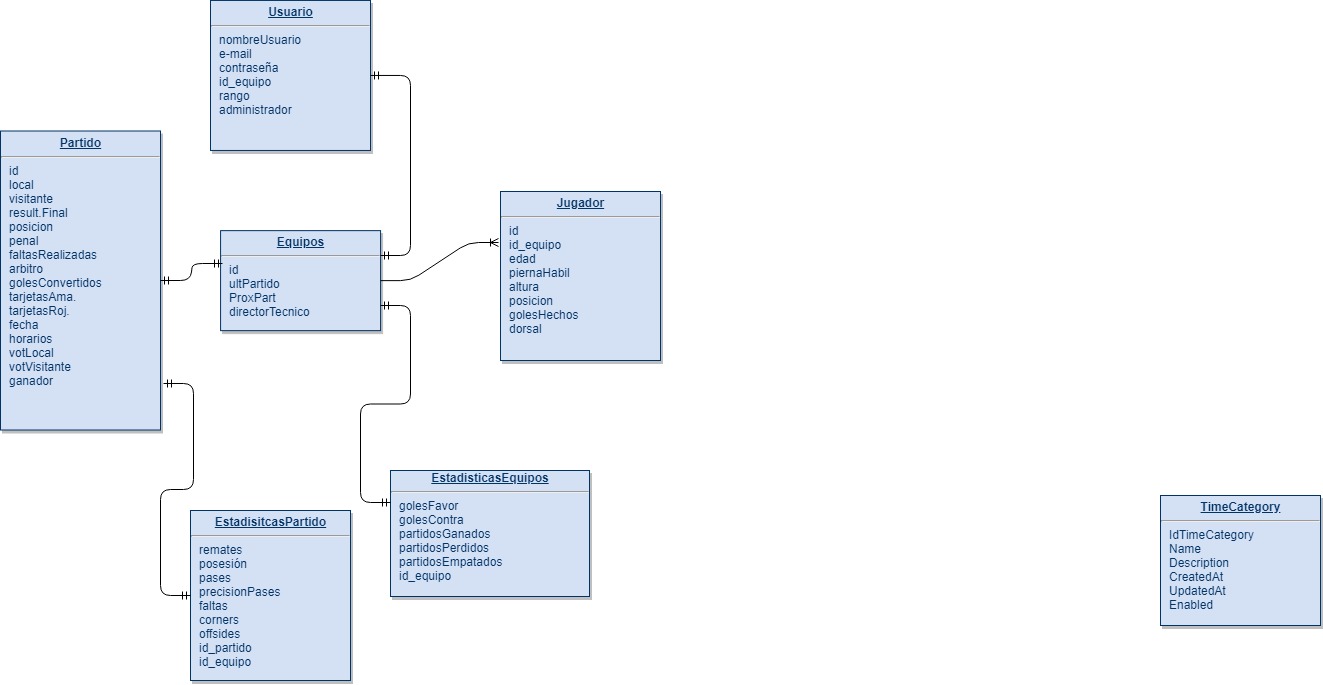 Usuario
nombreUsuario
e-mail
contraseña
id_equipo
rango
administrador
Partido
id
local
visitante
result.Final
posicion
penal
faltasRealizadas
arbitro
golesConvertidos
tarjetasAma.
tarjetasRoj.
fecha
horarios
votLocal
votVisitante
ganador
Equipos
id
ultPartido
ProxPart
directorTecnico
Jugador
id
id_equipo
edad
piernaHabil
altura
posicion
golesHechos
dorsal
EstadisticasEquipos
golesFavor
golesContra
partidosGanados
partidosPerdidos
partidosEmpatados
id_equipo
EstadisitcasPartido
remates
posesión
pases
precisionPases
faltas
corners
offsides
id_partido
id_equipo
TimeCategory
IdTimeCategory
Name
Description
CreatedAt
UpdatedAt
Enabled